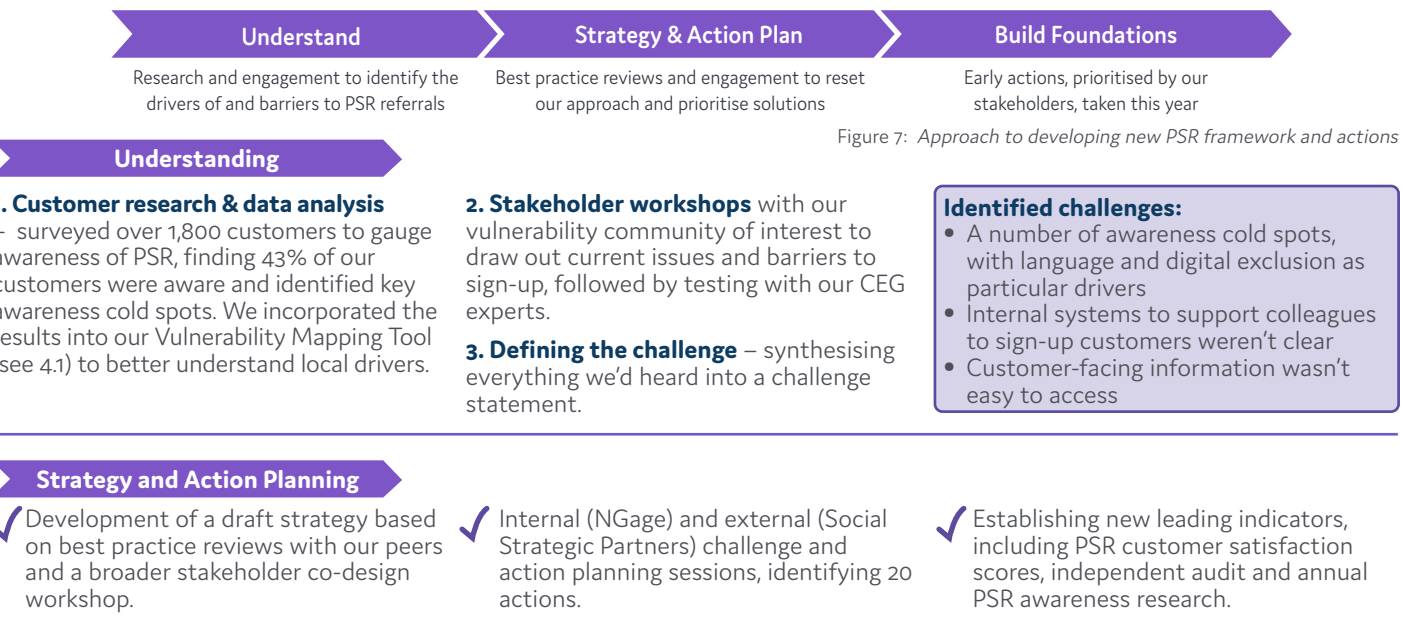 Understand
Strategy & Action Plan
Build Foundations
Research and engagement to identify the
drivers of and barriers to PSR referrals
Best practice reviews and engagement to reset
our approach and prioritise solutions
Early actions, prioritised by our
stakeholders, taken this year
Figure 7: Approach to developing new PSR framework and actions
Understanding
. Customer research & data analysis
– surveyed over 1,800 customers to gauge
awareness of PSR, finding 43% of our
customers were aware and identified key
awareness cold spots. We incorporated the
results into our Vulnerability Mapping Tool
(see 4.1) to better understand local drivers.
2. Stakeholder workshops with our
vulnerability community of interest to
draw out current issues and barriers to
sign-up, followed by testing with our CEG
experts.
3. Defining the challenge – synthesising
everything we'd heard into a challenge
statement.
Identified challenges:
• A number of awareness cold spots,
with language and digital exclusion as
particular drivers
• Internal systems to support colleagues
to sign-up customers weren't clear
• Customer-facing information wasn't
easy to access
Strategy and Action Planning
Development of a draft strategy based
on best practice reviews with our peers
and a broader stakeholder co-design
workshop.
Internal (NGage) and external (Social
Strategic Partners) challenge and
action planning sessions, identifying 20
actions.
Establishing new leading indicators,
including PSR customer satisfaction
scores, independent audit and annual
PSR awareness research.